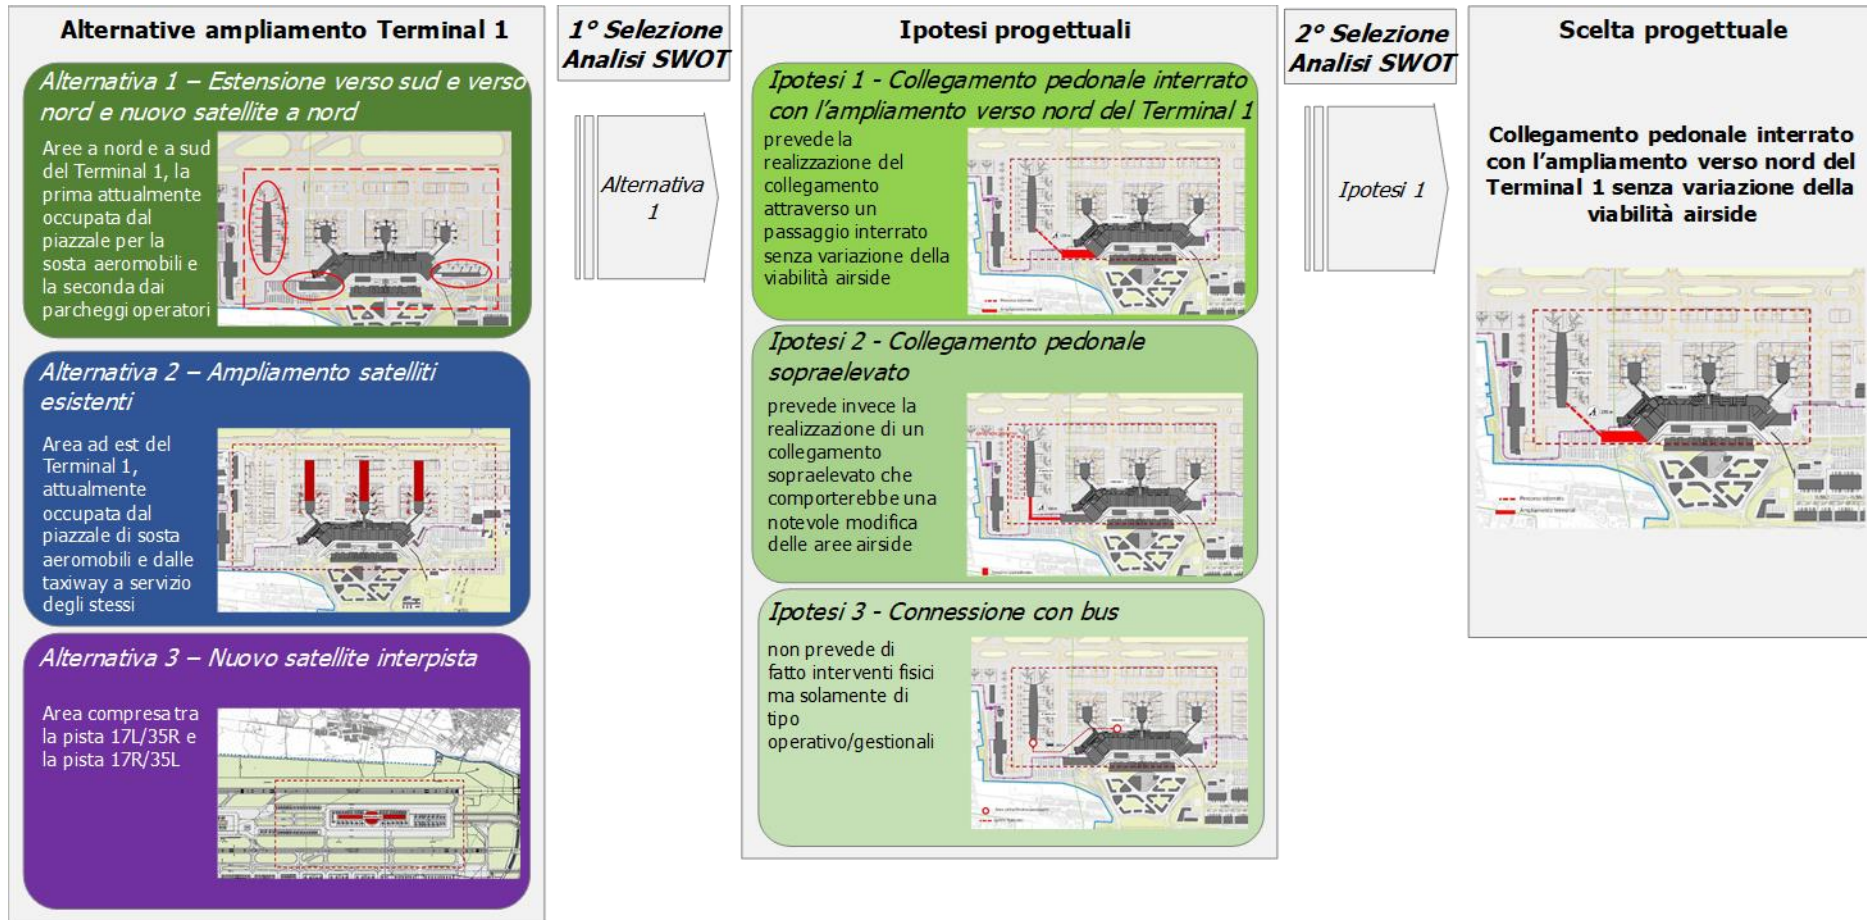 Alternative ampliamento Terminal 1
Alternativa 1 – Estensione verso sud e verso
nord e nuovo satellite a nord
Aree a nord e a sud
del Terminal 1, la
prima attualmente
occupata dal
piazzale per la
sosta aeromobili e
la seconda dai
parcheggi operatori
Alternativa 2 – Ampliamento satelliti
esistenti
Area ad est del
Terminal 1,
attualmente
occupata dal
piazzale di sosta
aeromobili e dalle
taxiway a servizio
degli stessi
Alternativa 3 – Nuovo satellite interpista
Area compresa tra
la pista 17L/35R e
la pista 17R/35L
1° Selezione
Analisi SWOT
Alternativa
1
Ipotesi progettuali
Ipotesi 1 - Collegamento pedonale interrato
con l’ampliamento verso nord del Terminal 1
prevede la
realizzazione del
collegamento
attraverso un
passaggio interrato
senza variazione della
viabilità airside
Ipotesi 2 - Collegamento pedonale
sopraelevato
prevede invece la
realizzazione di un
collegamento
sopraelevato che
comporterebbe una
notevole modifica
delle aree airside
Ipotesi 3 - Connessione con bus
non prevede di
fatto interventi fisici
ma solamente di
tipo
operativo/gestionali
2° Selezione
Analisi SWOT
Ipotesi 1
Scelta progettuale
Collegamento pedonale interrato
con l’ampliamento verso nord del
Terminal 1 senza variazione della
viabilità airside
Percorso interrato
Ampliamento terminal